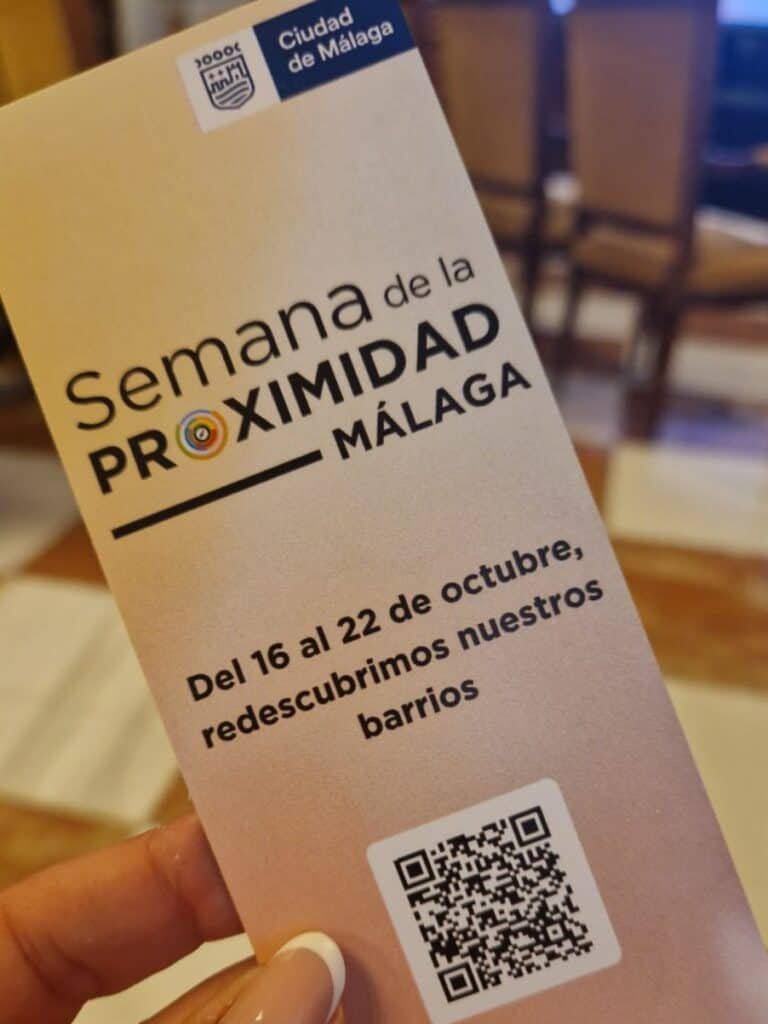 Ciudad
de Málaga
Semana de la
PROXIMIDAD
MÁLAGA
Del 16 al 22 de octubre,
redescubrimos nuestros
barrios